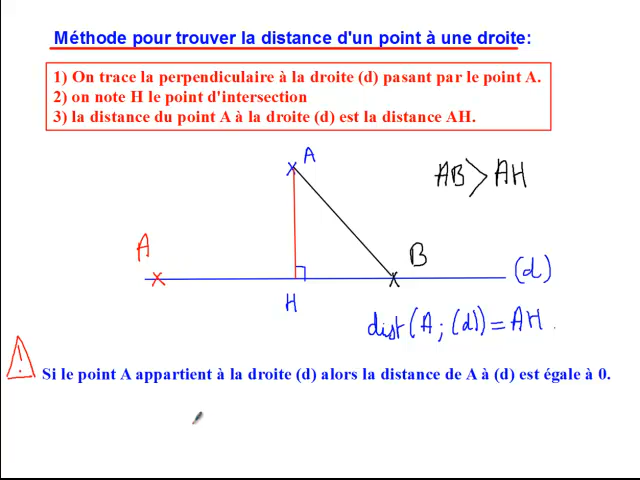 Méthode pour trouver la distance d'un point à une droite:
1) On trace la perpendiculaire à la droite (d) pasant par le point A.
2) on note H le point d'intersection
3) la distance du point A à la droite (d) est la distance AH.
A
AB > AH
A
B
(d)
H
dist (A ; (d)) = AH.
!
Si le point A appartient à la droite (d) alors la distance de A à (d) est égale à 0.